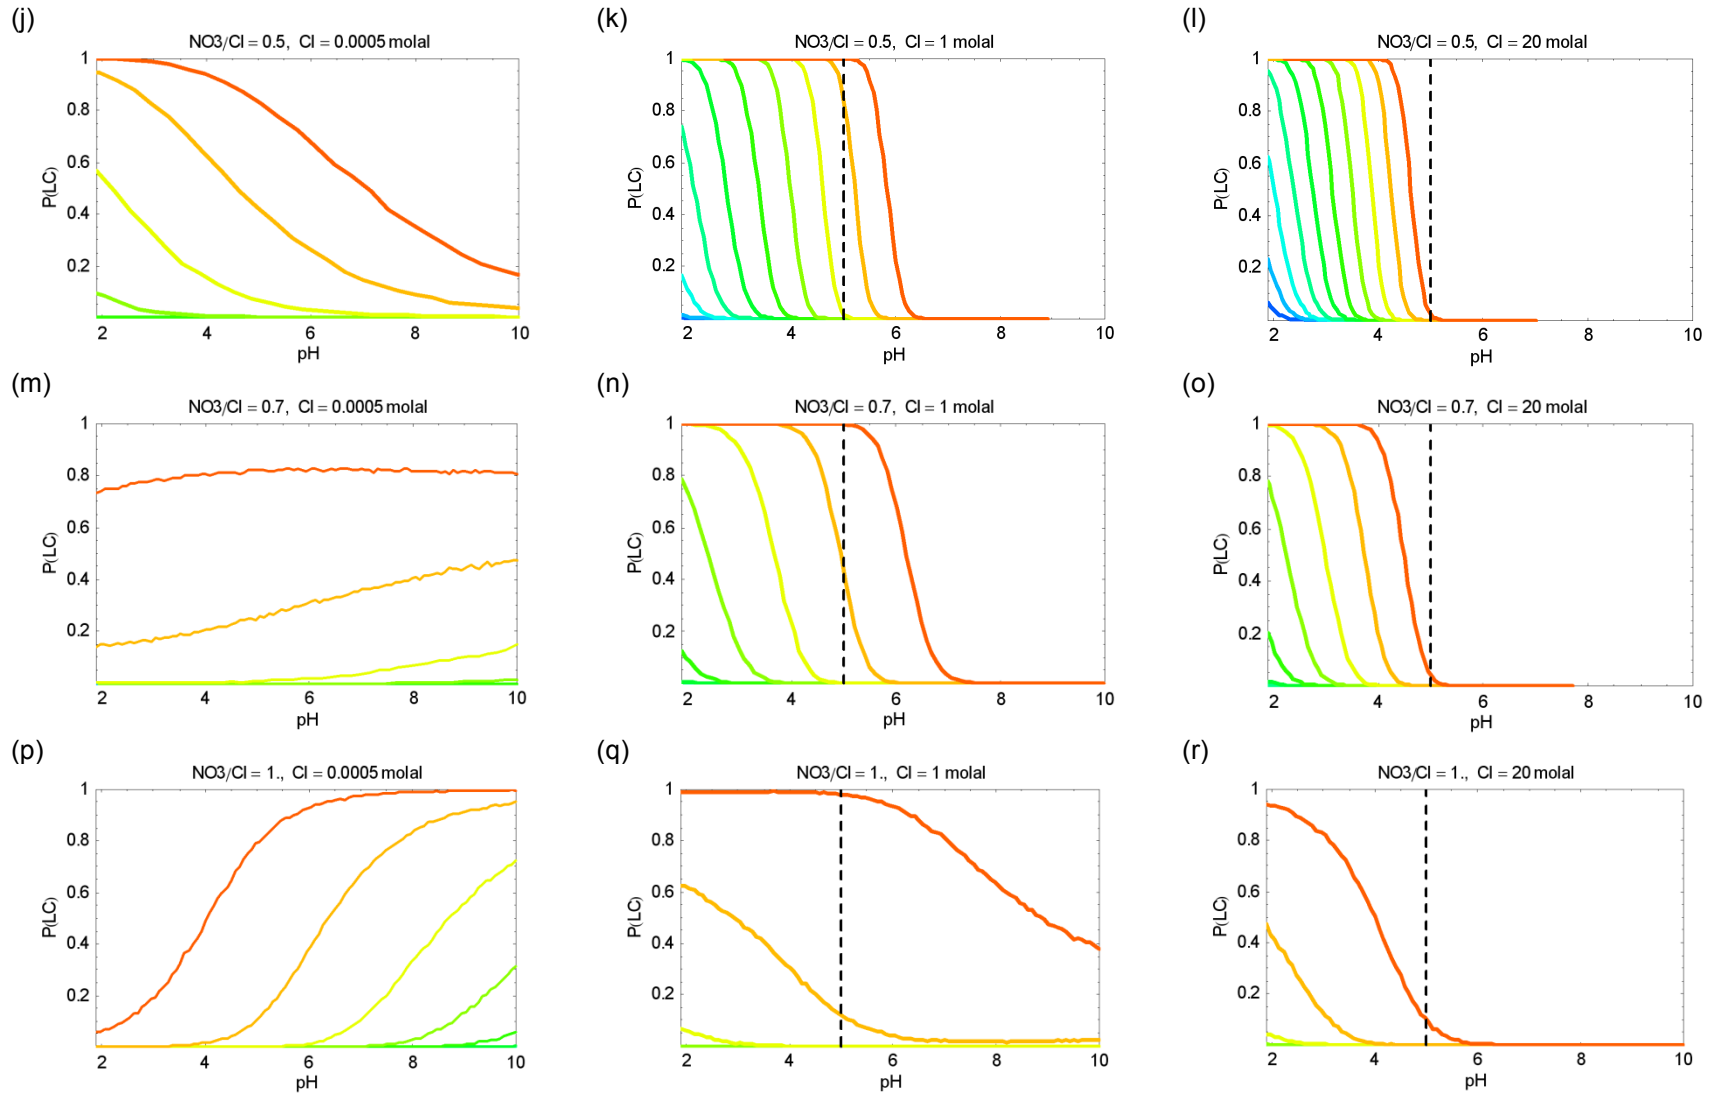 (j)
NO3/Cl = 0.5, Cl = 0.0005 molal
1
0.8
0.6
0.4
0.2
P(LC)
2 4 6 8 10
pH
(k)
NO3/Cl = 0.5, Cl = 1 molal
1
0.8
0.6
0.4
0.2
P(LC)
2 4 6 8 10
pH
(l)
NO3/Cl = 0.5, Cl = 20 molal
1
0.8
0.6
0.4
0.2
P(LC)
2 4 6 8 10
pH
(m)
NO3/Cl = 0.7, Cl = 0.0005 molal
1
0.8
0.6
0.4
0.2
P(LC)
2 4 6 8 10
pH
(n)
NO3/Cl = 0.7, Cl = 1 molal
1
0.8
0.6
0.4
0.2
P(LC)
2 4 6 8 10
pH
(o)
NO3/Cl = 0.7, Cl = 20 molal
1
0.8
0.6
0.4
0.2
P(LC)
2 4 6 8 10
pH
(p)
NO3/Cl = 1., Cl = 0.0005 molal
1
0.8
0.6
0.4
0.2
P(LC)
2 4 6 8 10
pH
(q)
NO3/Cl = 1., Cl = 1 molal
1
0.8
0.6
0.4
0.2
P(LC)
2 4 6 8 10
pH
(r)
NO3/Cl = 1., Cl = 20 molal
1
0.8
0.6
0.4
0.2
P(LC)
2 4 6 8 10
pH